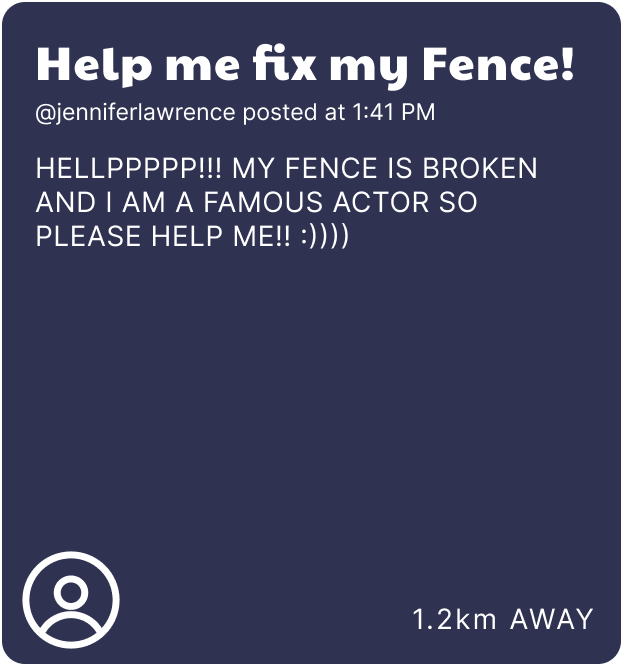 Help me fix my Fence!
@jenniferlawrence posted at 1:41 PM
HELLPPPPP!!! MY FENCE IS BROKEN
AND I AM A FAMOUS ACTOR SO
PLEASE HELP ME!! :))))
1.2km AWAY